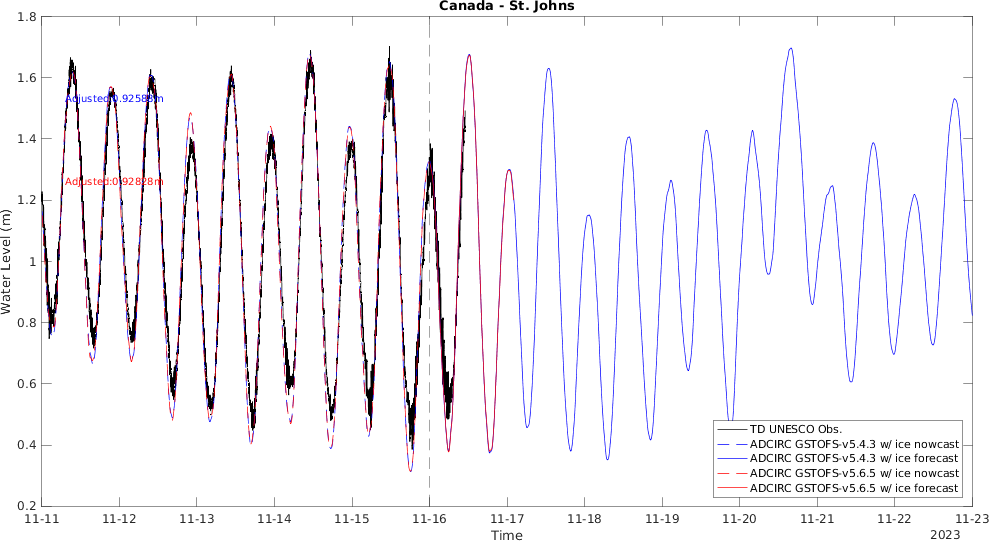 Canada - St. Johns
1.8
1.6
1.4
1.2
1
0.8
0.6
0.4
0.2
Water Level (m)
Adjusted:0.92588m
Adjusted:0.92828m
TD UNESCO Obs.
ADCIRC GSTOFS-v5.4.3 w/ ice nowcast
ADCIRC GSTOFS-v5.4.3 w/ ice forecast
ADCIRC GSTOFS-v5.6.5 w/ ice nowcast
ADCIRC GSTOFS-v5.6.5 w/ ice forecast
11-11 11-12 11-13 11-14 11-15 11-16 11-17 11-18 11-19 11-20 11-21 11-22 11-23
Time
2023